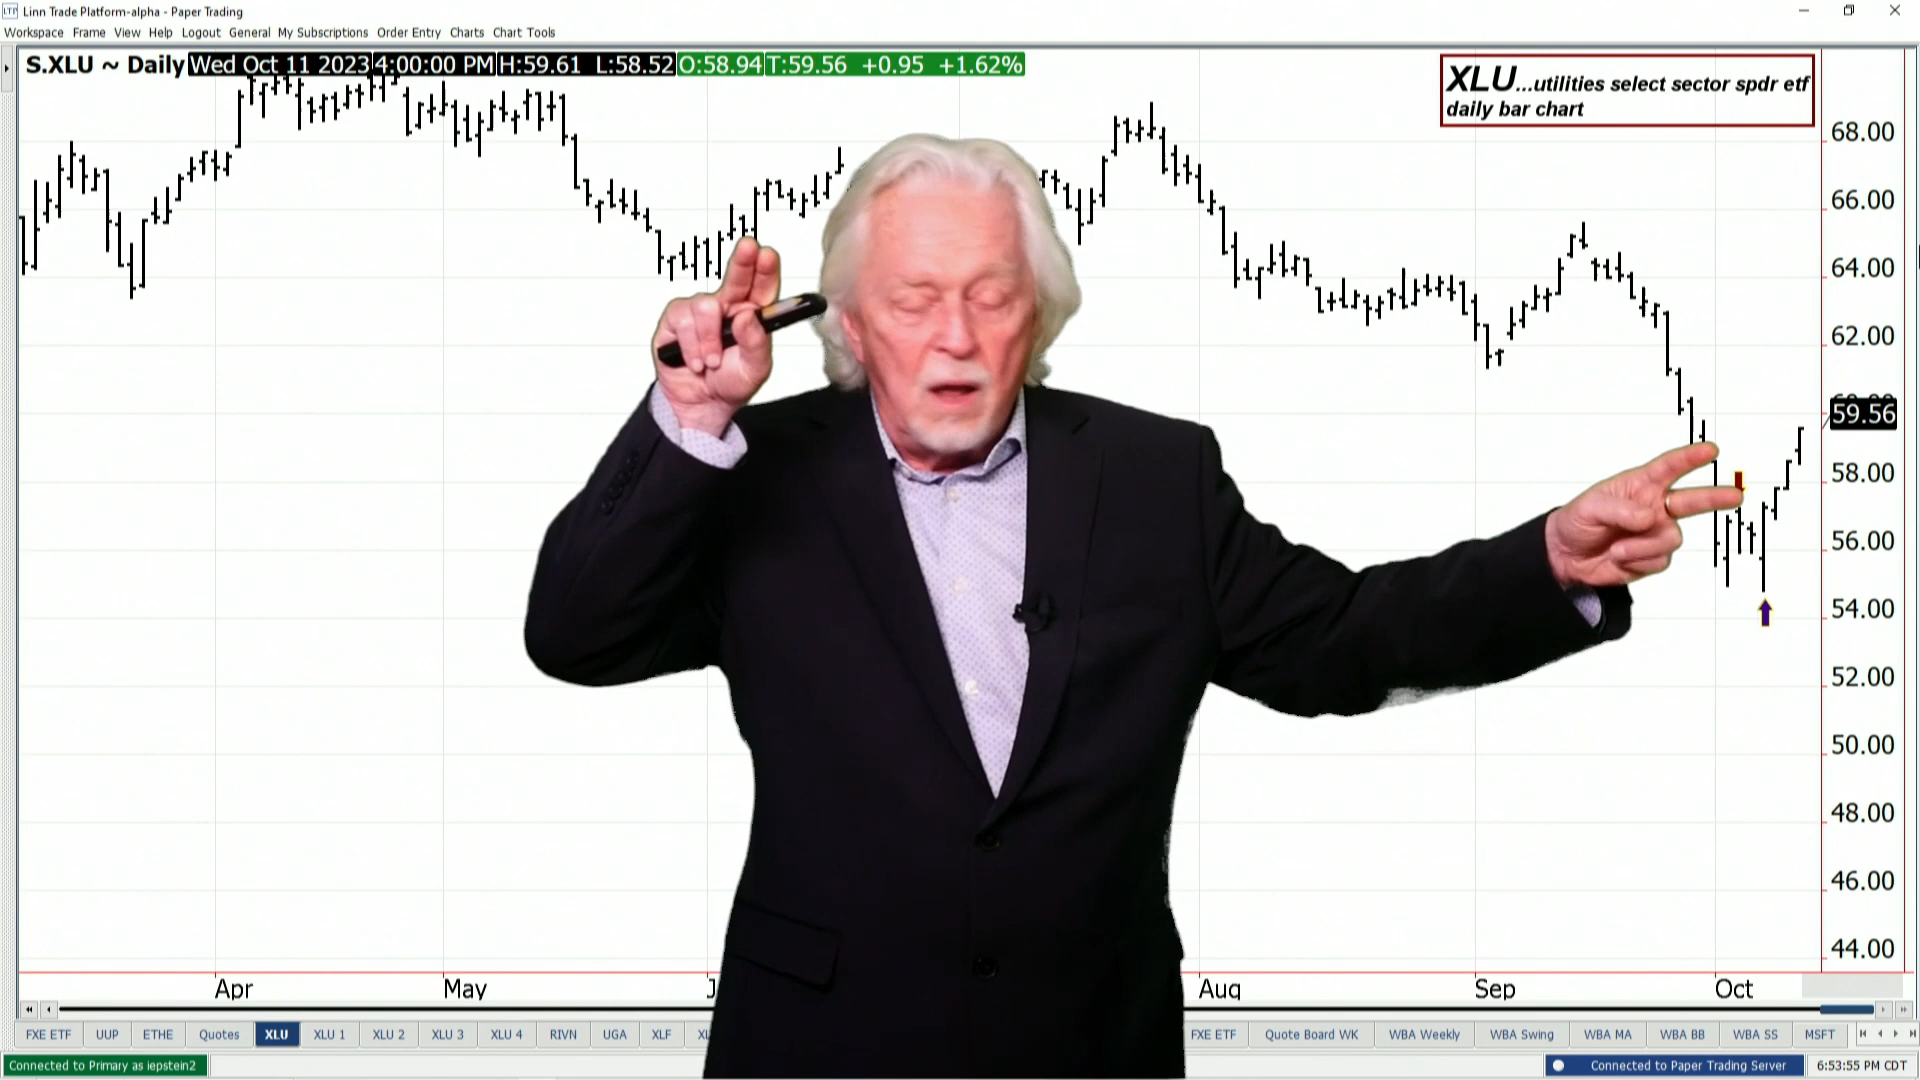 LTP Linn Trade Platform-alpha - Paper Trading
Workspace Frame View Help Logout General My Subscriptions Order Entry Charts Chart Tools
S.XLU ~ Daily Wed Oct 11 2023 4:00:00 PM H:59.61 L:58.52 O:58.94 T:59.56 +0.95 +1.62%
XLU...utilities select sector spdr etf
daily bar chart
68.00
66.00
64.00
62.00
59.56
58.00
56.00
54.00
52.00
50.00
48.00
46.00
44.00
Apr May Aug Sep Oct
FXE ETF UUP ETHE Quotes XLU XLU 1 XLU 2 XLU 3 XLU 4 RIVN UGA XLF FXE ETF Quote Board WK WBA Weekly WBA Swing WBA MA WBA BB WBA SS MSFT
Connected to Primary as iepstein2 Connected to Paper Trading Server 6:53:55 PM CDT